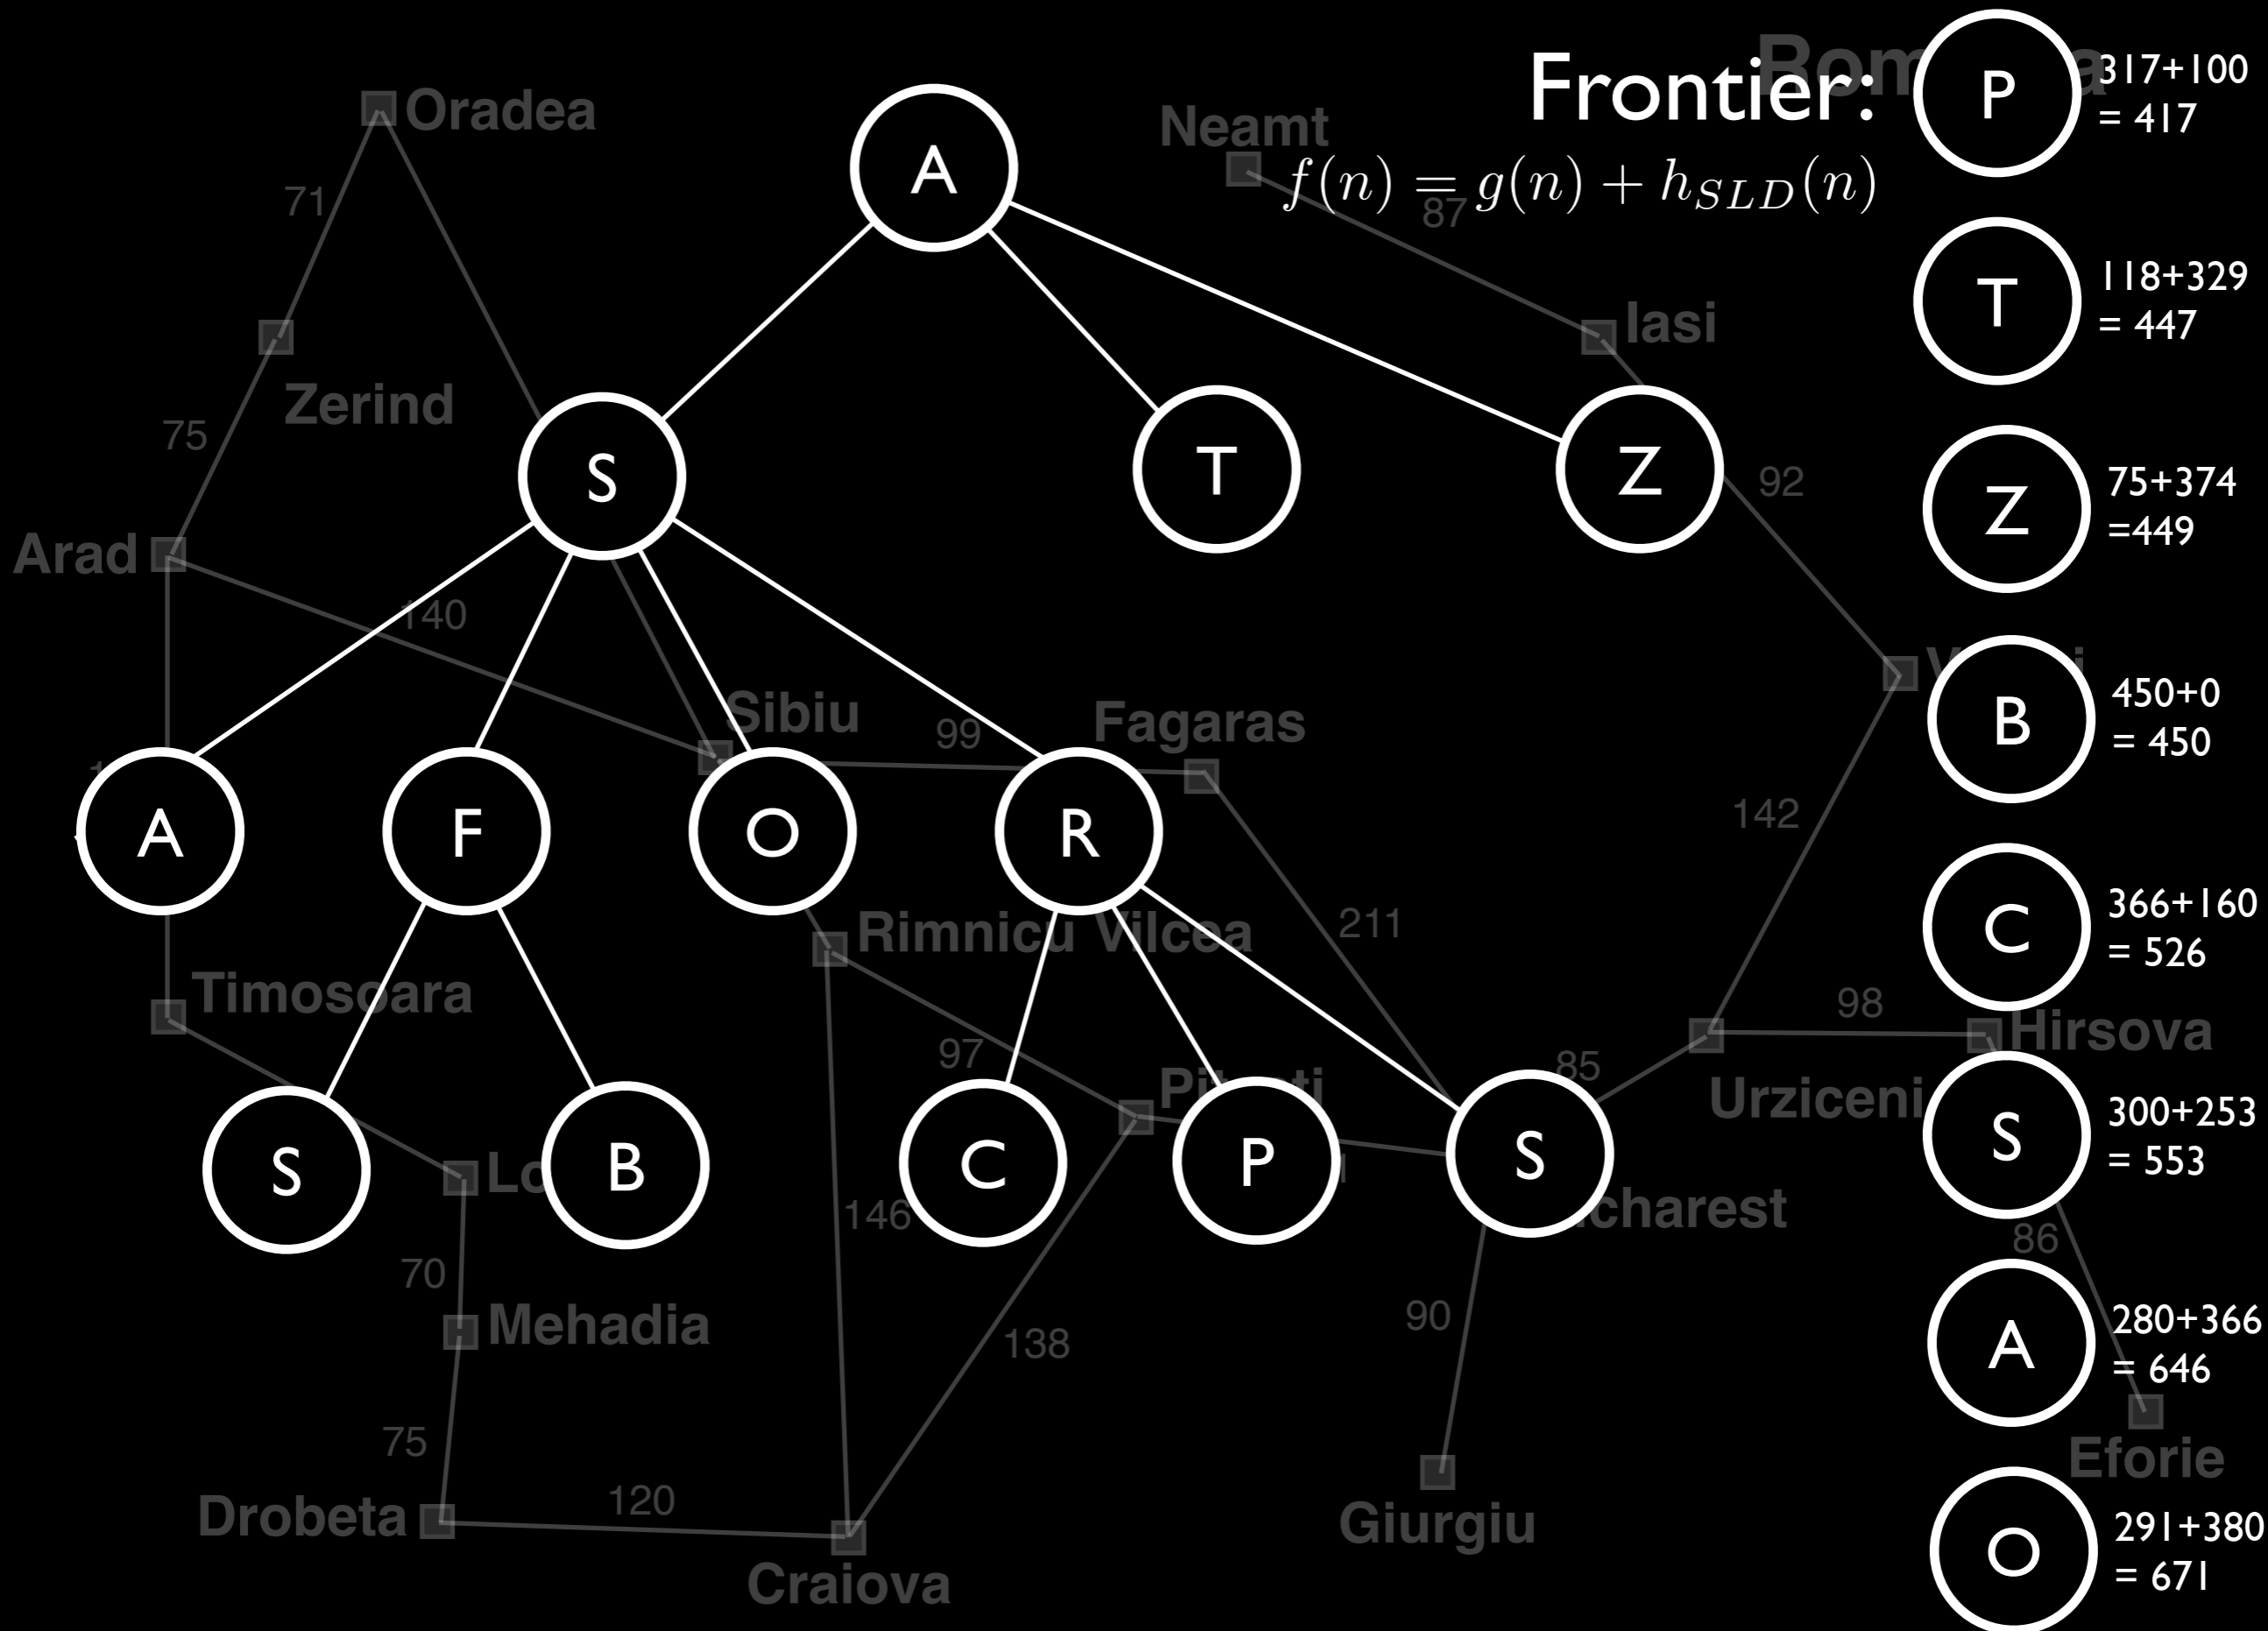 Frontier:
f(n) = g(n) + h_{SLD}(n)
P
317+100
= 417
T
118+329
= 447
Z
75+374
=449
B
450+0
= 450
C
366+160
= 526
S
300+253
= 553
A
280+366
= 646
O
291+380
= 671
A
S
T
Z
A
F
O
R
S
B
C
P
S
Oradea
Neamt
71
87
Zerind
Iasi
75
92
Arad
140
Sibiu
99
Fagaras
142
Rimnicu Vilcea
211
Timosoara
97
98
Hirsova
85
Urziceni
146
86
70
Mehadia
90
138
75
120
Drobeta
Giurgiu
Eforie
Craiova